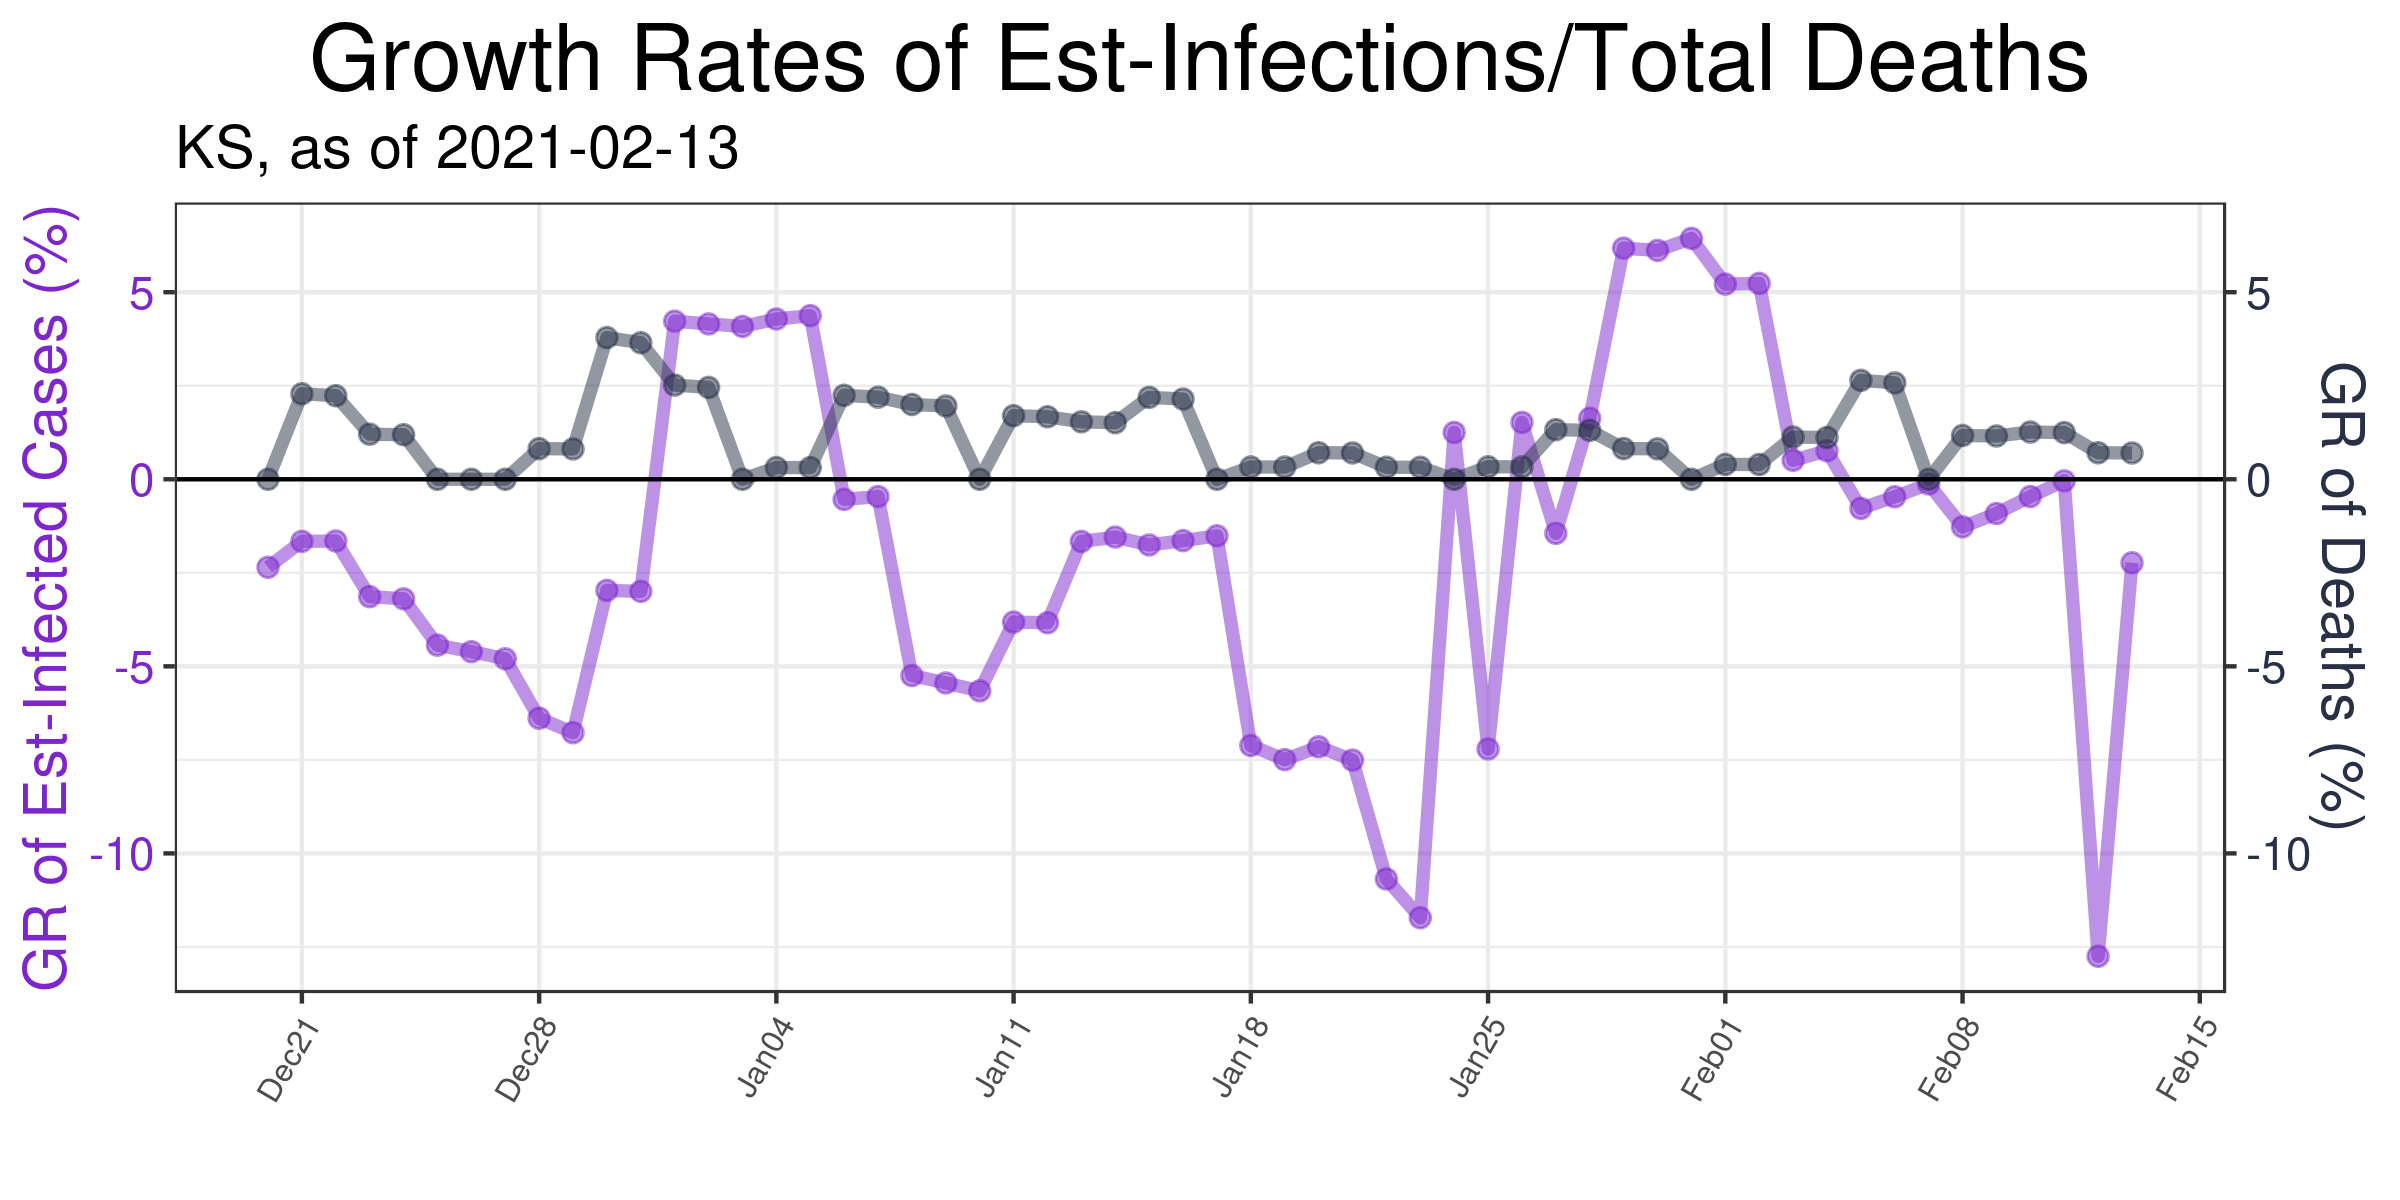 Growth Rates of Est-Infections/Total Deaths
KS, as of 2021-02-13
GR of Est-Infected Cases (%)
5
0
-5
-10
5
0
-5
-10
GR of Deaths (%)
Dec21
Dec28
Jan04
Jan11
Jan18
Jan25
Feb01
Feb08
Feb15